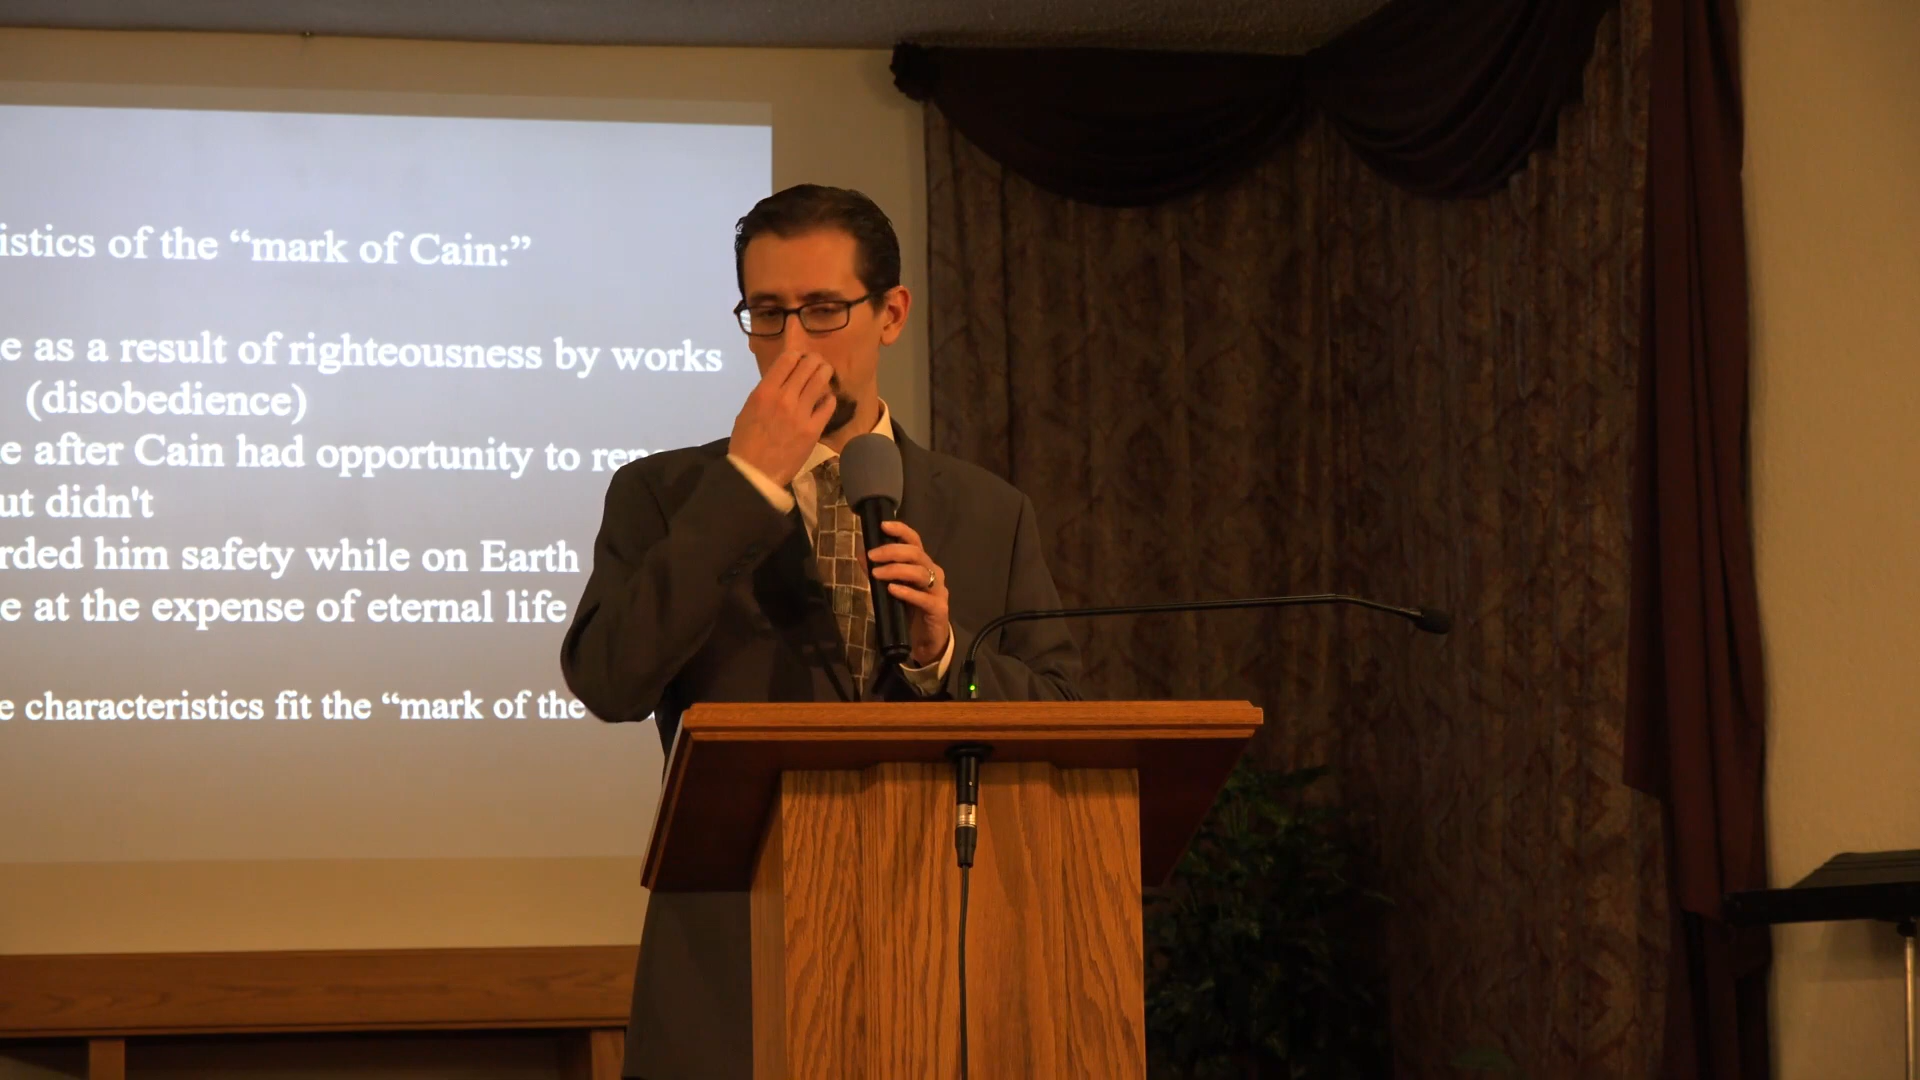 istics of the “mark of Cain:”
e as a result of righteousness by works
(disobedience)
e after Cain had opportunity to
ut didn't
rded him safety while on Earth
e at the expense of eternal life
e characteristics fit the “mark of the